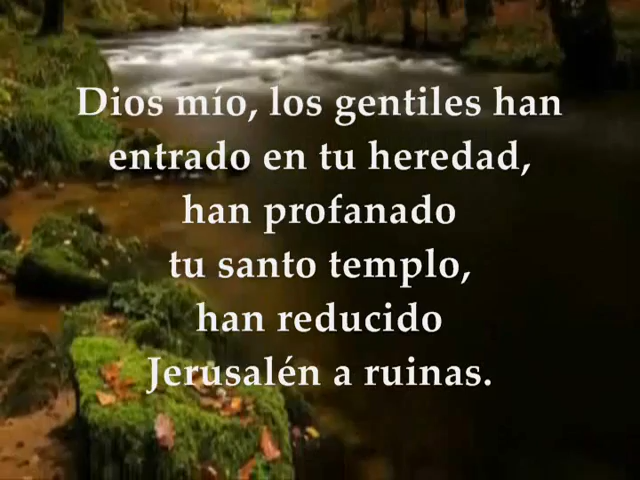 Dios mío, los gentiles han
entrado en tu heredad,
han profanado
tu santo templo,
han reducido
Jerusalén a ruinas.